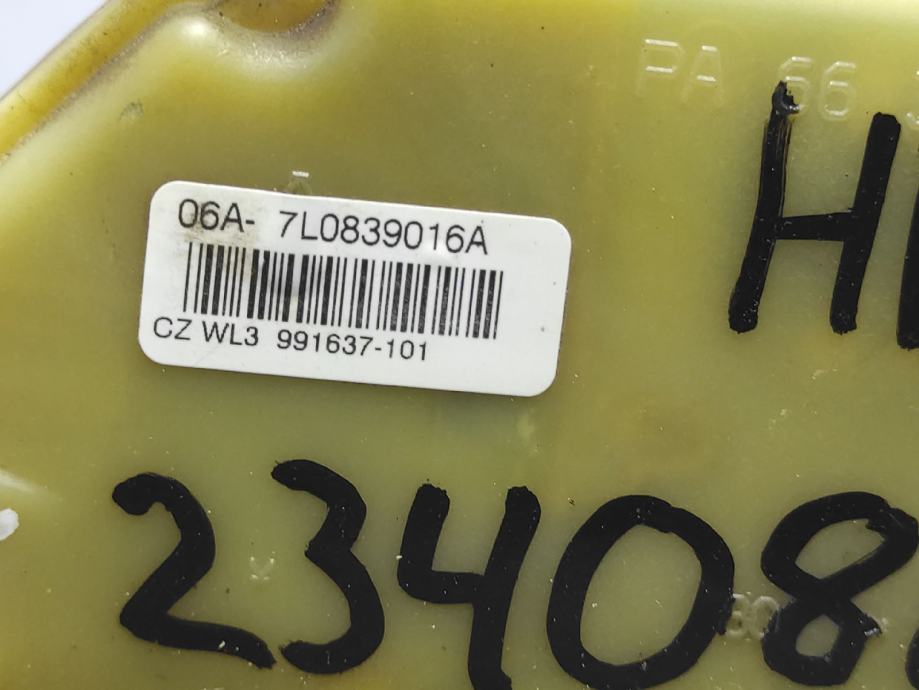 PA 66
H
06A- 7L0839016A
CZ WL3 991637-101
23408